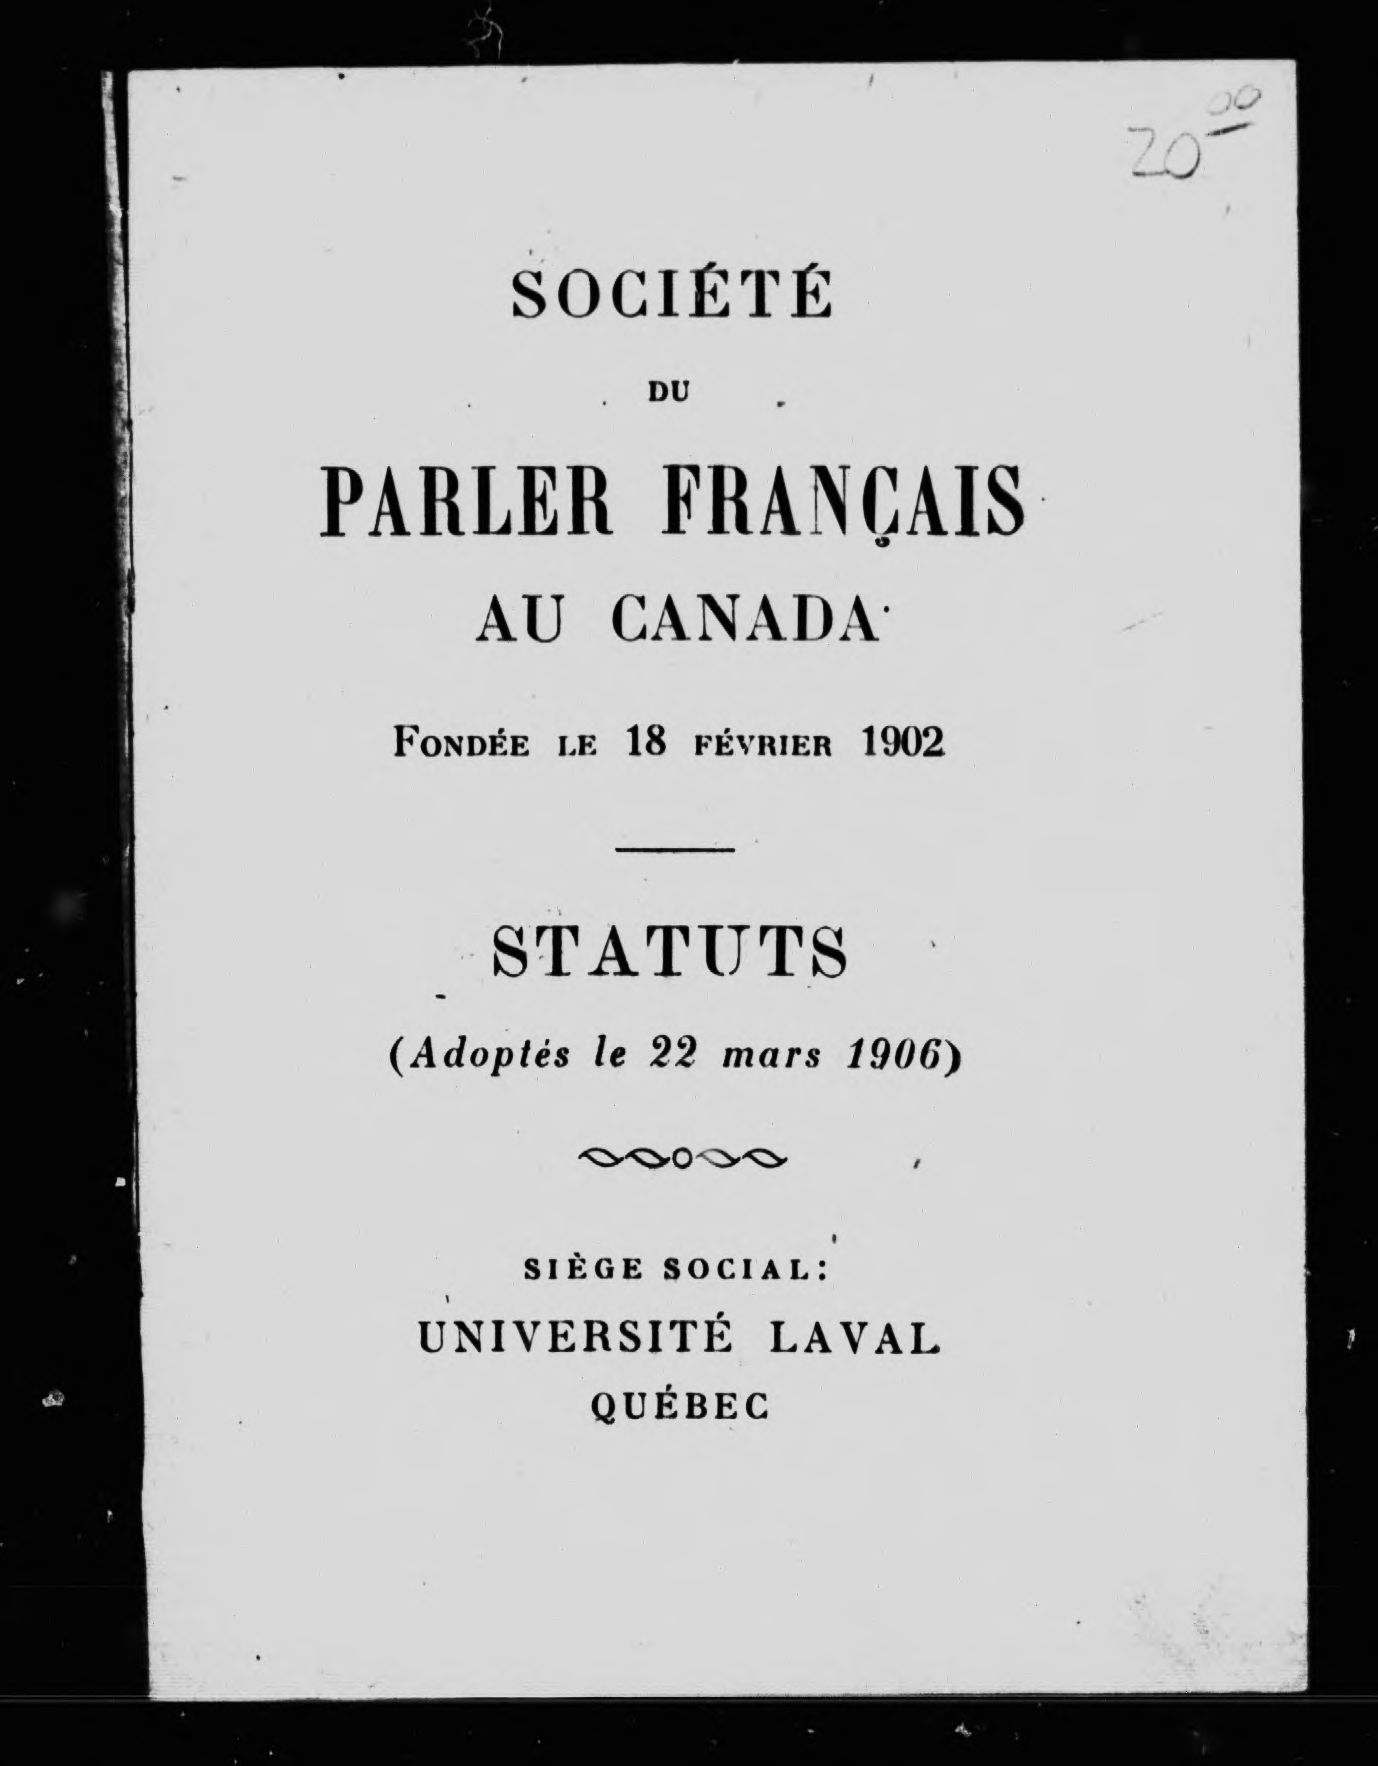 20 00
SOCIÉTÉ
DU
PARLER FRANÇAIS
AU CANADA
FONDÉE LE 18 FÉVRIER 1902
STATUTS
(Adoptés le 22 mars 1906)
SIÈGE SOCIAL:
UNIVERSITÉ LAVAL
QUÉBEC